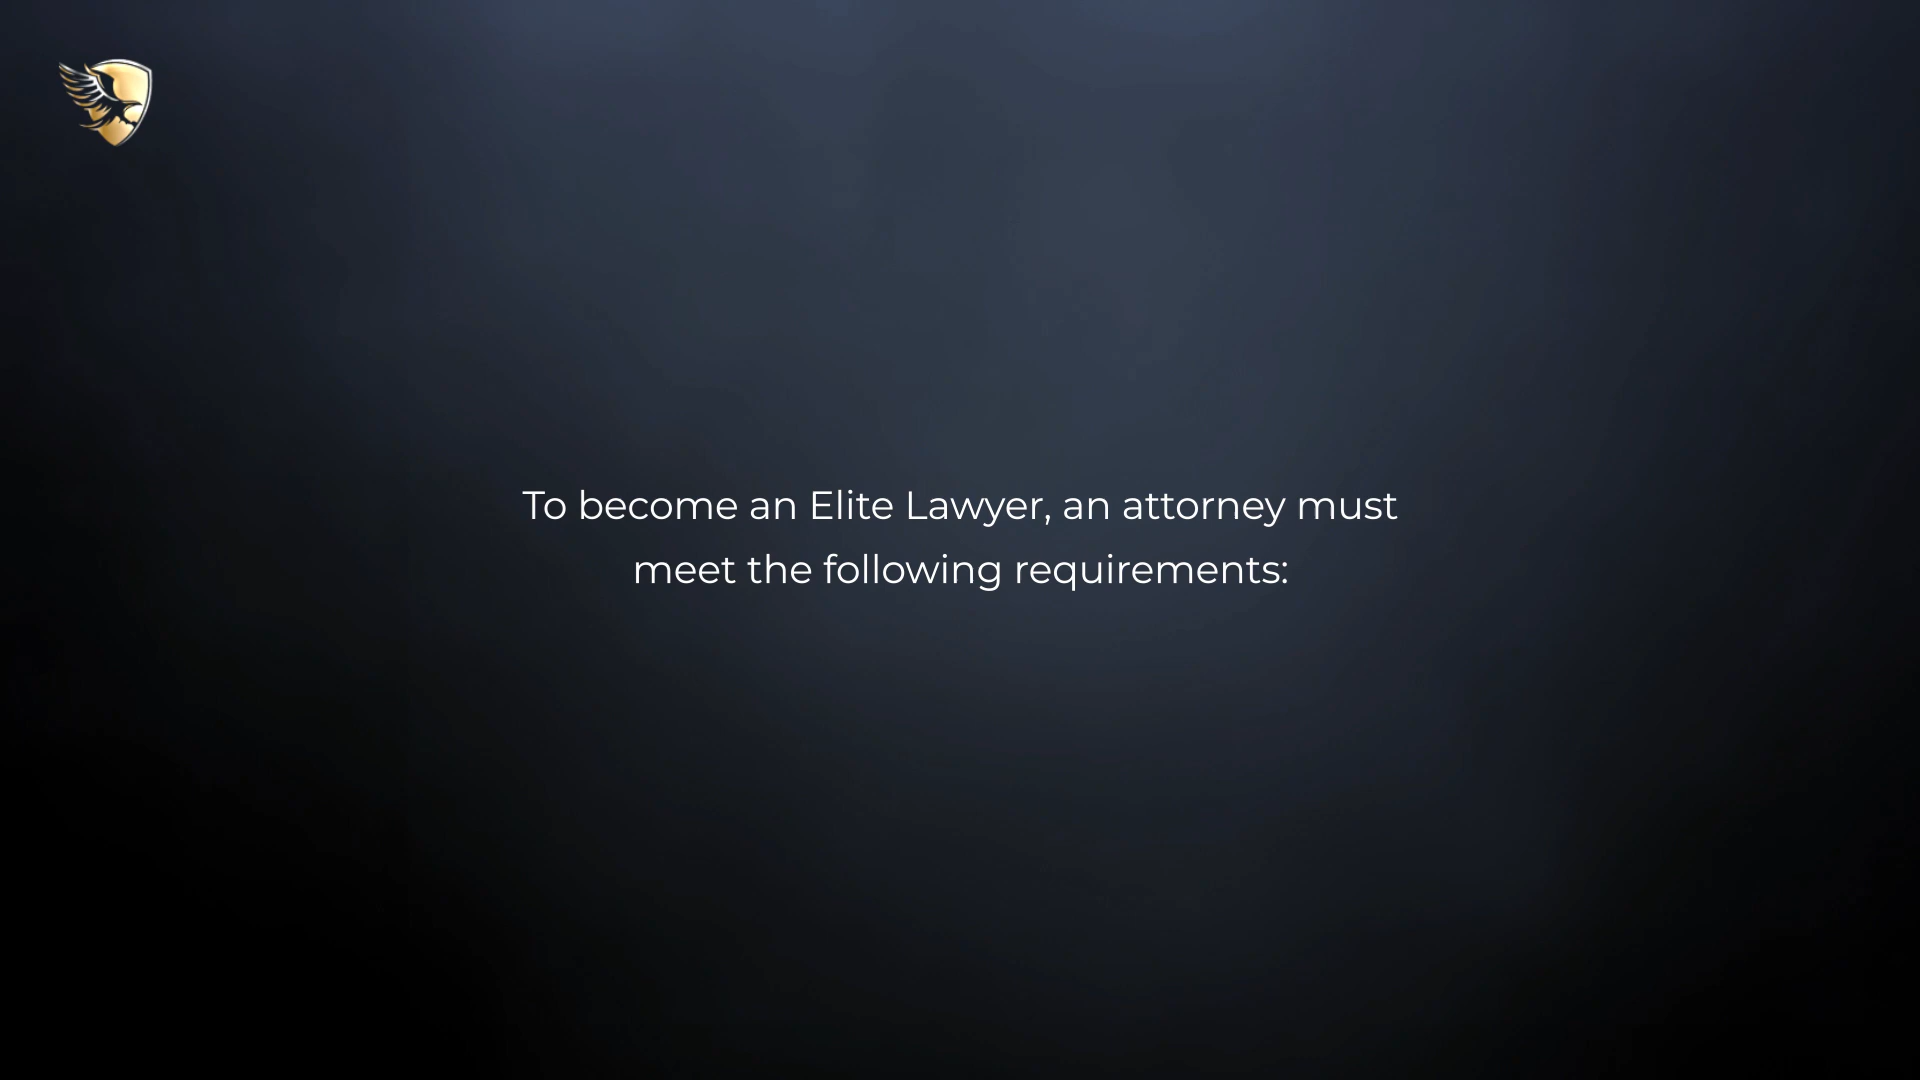 To become an Elite Lawyer, an attorney must
meet the following requirements: